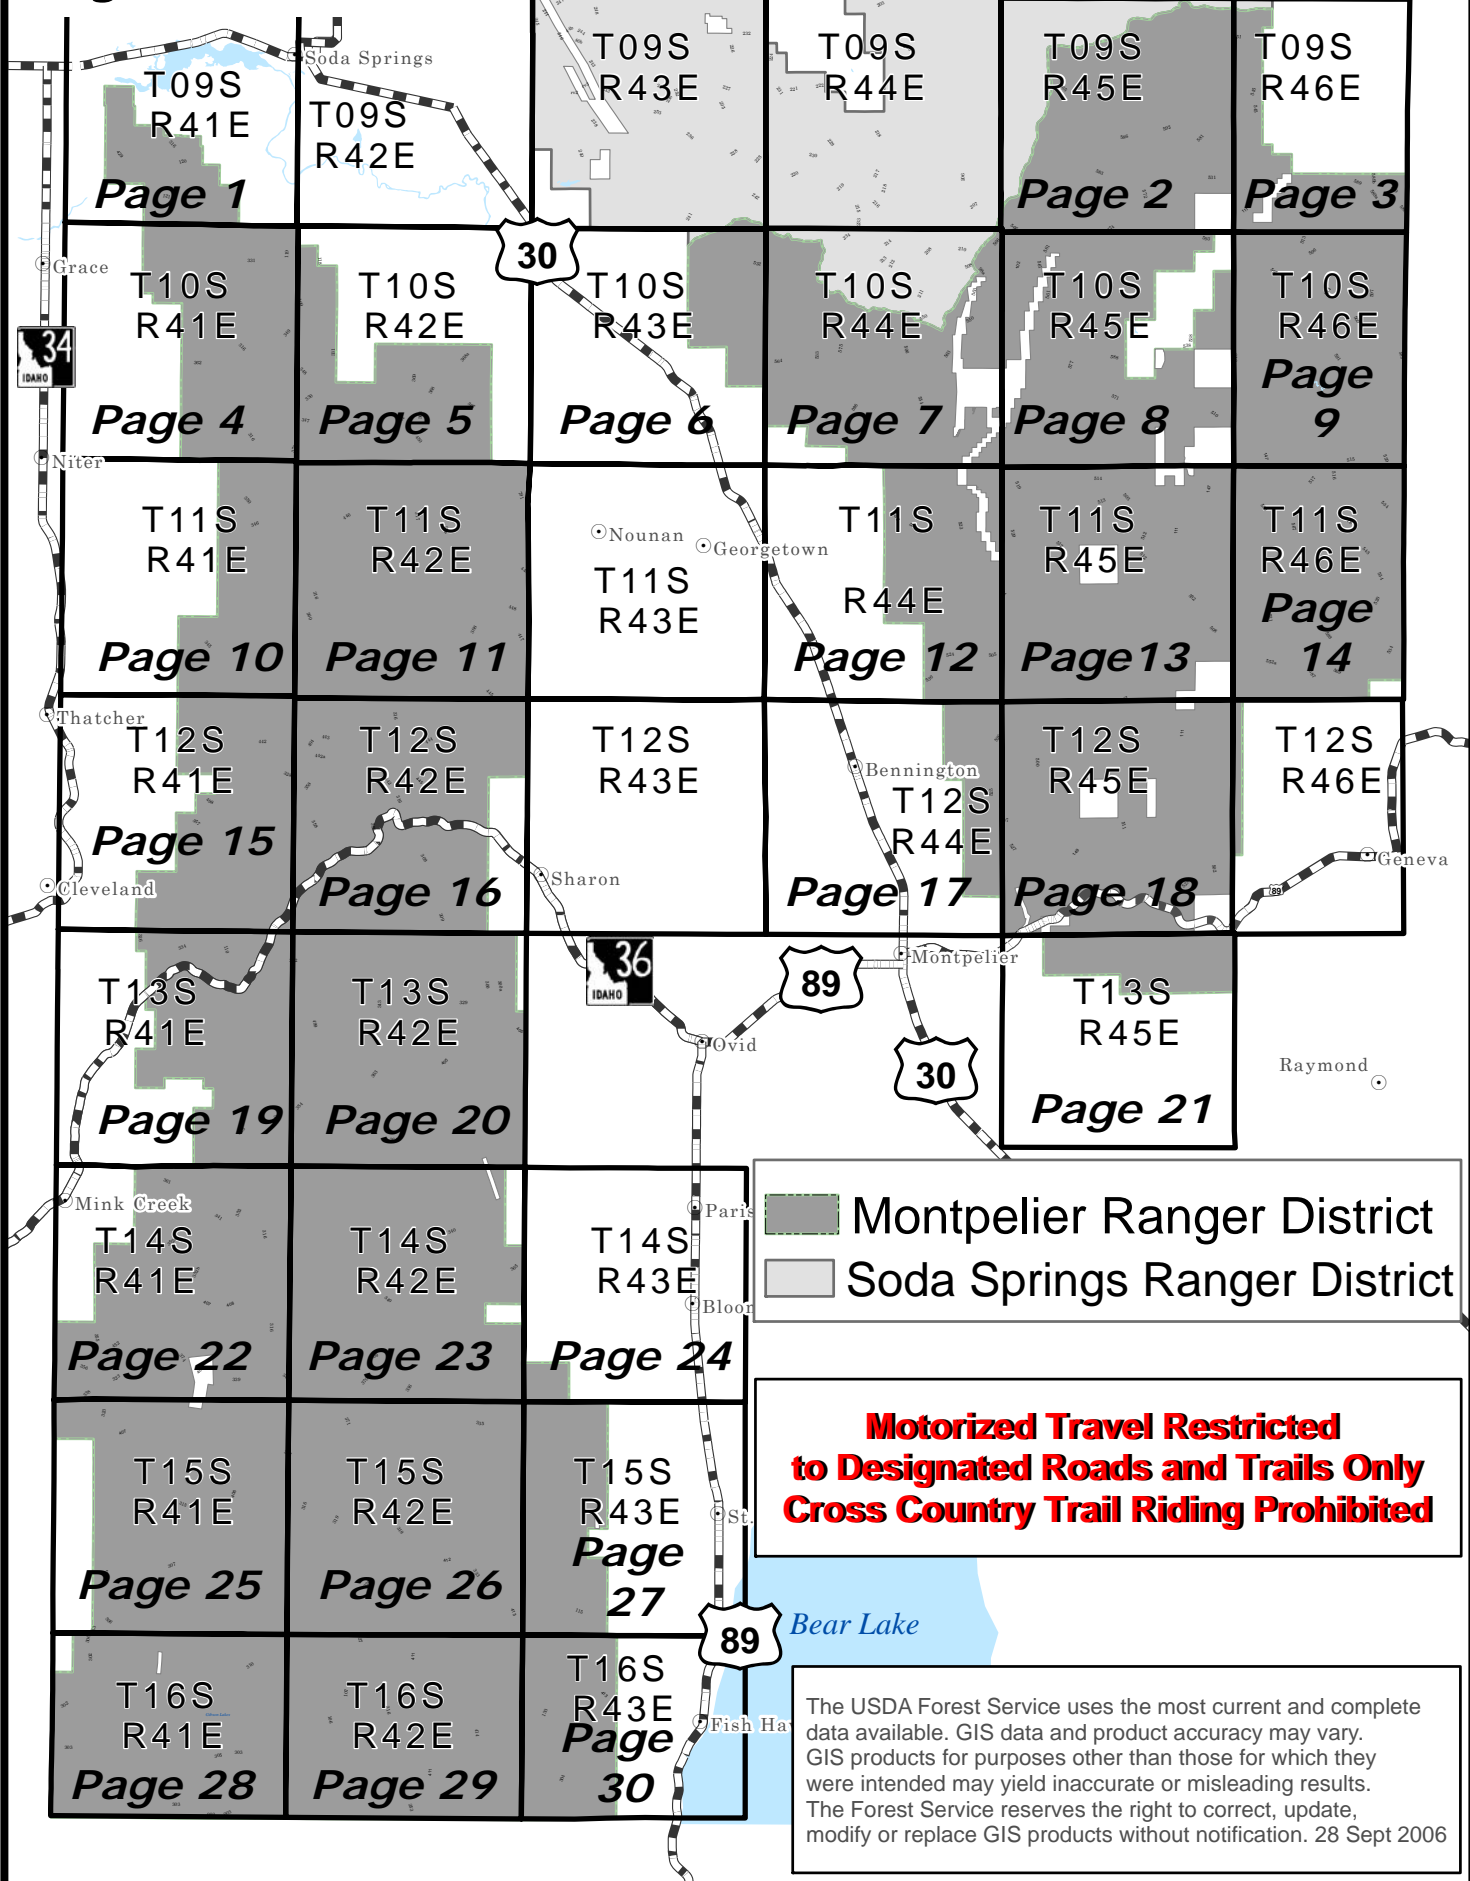 Soda Springs
T09S
R41E
Page 1
T09S
R42E
T09S
R43E
T09S
R44E
T09S
R45E
Page 2
T09S
R46E
Page 3
Grace
34
IDAHO
T10S
R41E
Page 4
T10S
R42E
Page 5
30
T10S
R43E
Page 6
T10S
R44E
Page 7
T10S
R45E
Page 8
T10S
R46E
Page
9
Niter
T11S
R41E
Page 10
T11S
R42E
Page 11
Nounan
Georgetown
T11S
R43E
T11S
R44E
Page 12
T11S
R45E
Page13
T11S
R46E
Page
14
Thatcher
T12S
R41E
Page 15
Cleveland
T12S
R42E
Page 16
Sharon
T12S
R43E
Bennington
T12S
R44E
Page 17
T12S
R45E
Page 18
T12S
R46E
Geneva
89
T13S
R41E
Page 19
T13S
R42E
Page 20
36
IDAHO
89
Montpelier
Ovid
30
T13S
R45E
Page 21
Raymond
Mink Creek
T14S
R41E
Page 22
T14S
R42E
Page 23
Paris
T14S
R43E
Bloon
Page 24
Montpelier Ranger District
Soda Springs Ranger District
Motorized Travel Restricted
to Designated Roads and Trails Only
Cross Country Trail Riding Prohibited
T15S
R41E
Page 25
T15S
R42E
Page 26
T15S
R43E
Page
27
St.
89
Bear Lake
T16S
R41E
Page 28
T16S
R42E
Page 29
T16S
R43E
Page
30
Fish Ha
The USDA Forest Service uses the most current and complete
data available. GIS data and product accuracy may vary.
GIS products for purposes other than those for which they
were intended may yield inaccurate or misleading results.
The Forest Service reserves the right to correct, update,
modify or replace GIS products without notification. 28 Sept 2006